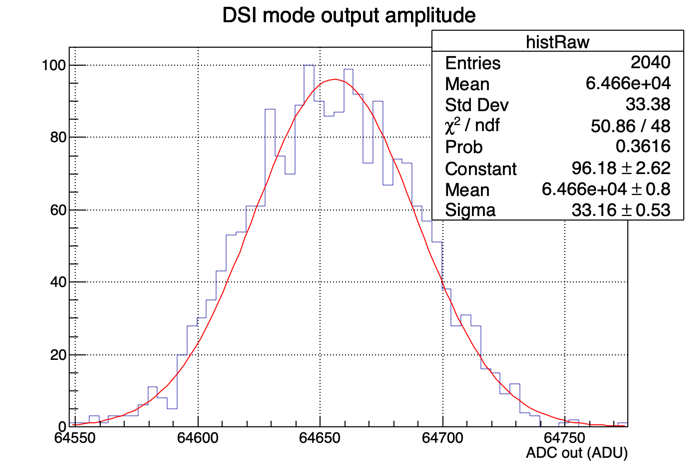 DSI mode output amplitude
histRaw
Entries 2040
Mean 6.466e+04
Std Dev 33.38
χ² / ndf 50.86 / 48
Prob 0.3616
Constant 96.18 ± 2.62
Mean 6.466e+04 ± 0.8
Sigma 33.16 ± 0.53
100
80
60
40
20
0
64550 64600 64650 64700 64750
ADC out (ADU)